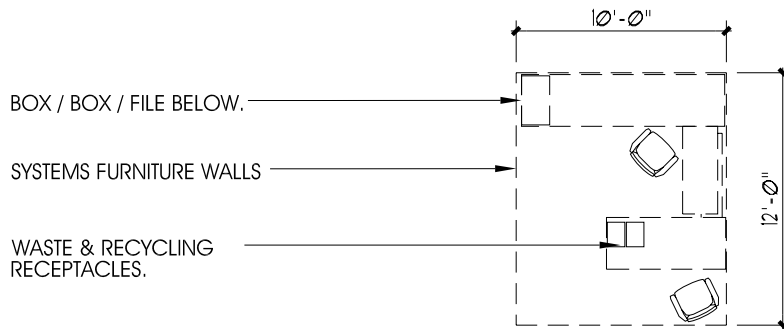 10'-0"
BOX / BOX / FILE BELOW.
SYSTEMS FURNITURE WALLS
12'-0"
WASTE & RECYCLING
RECEPTACLES.